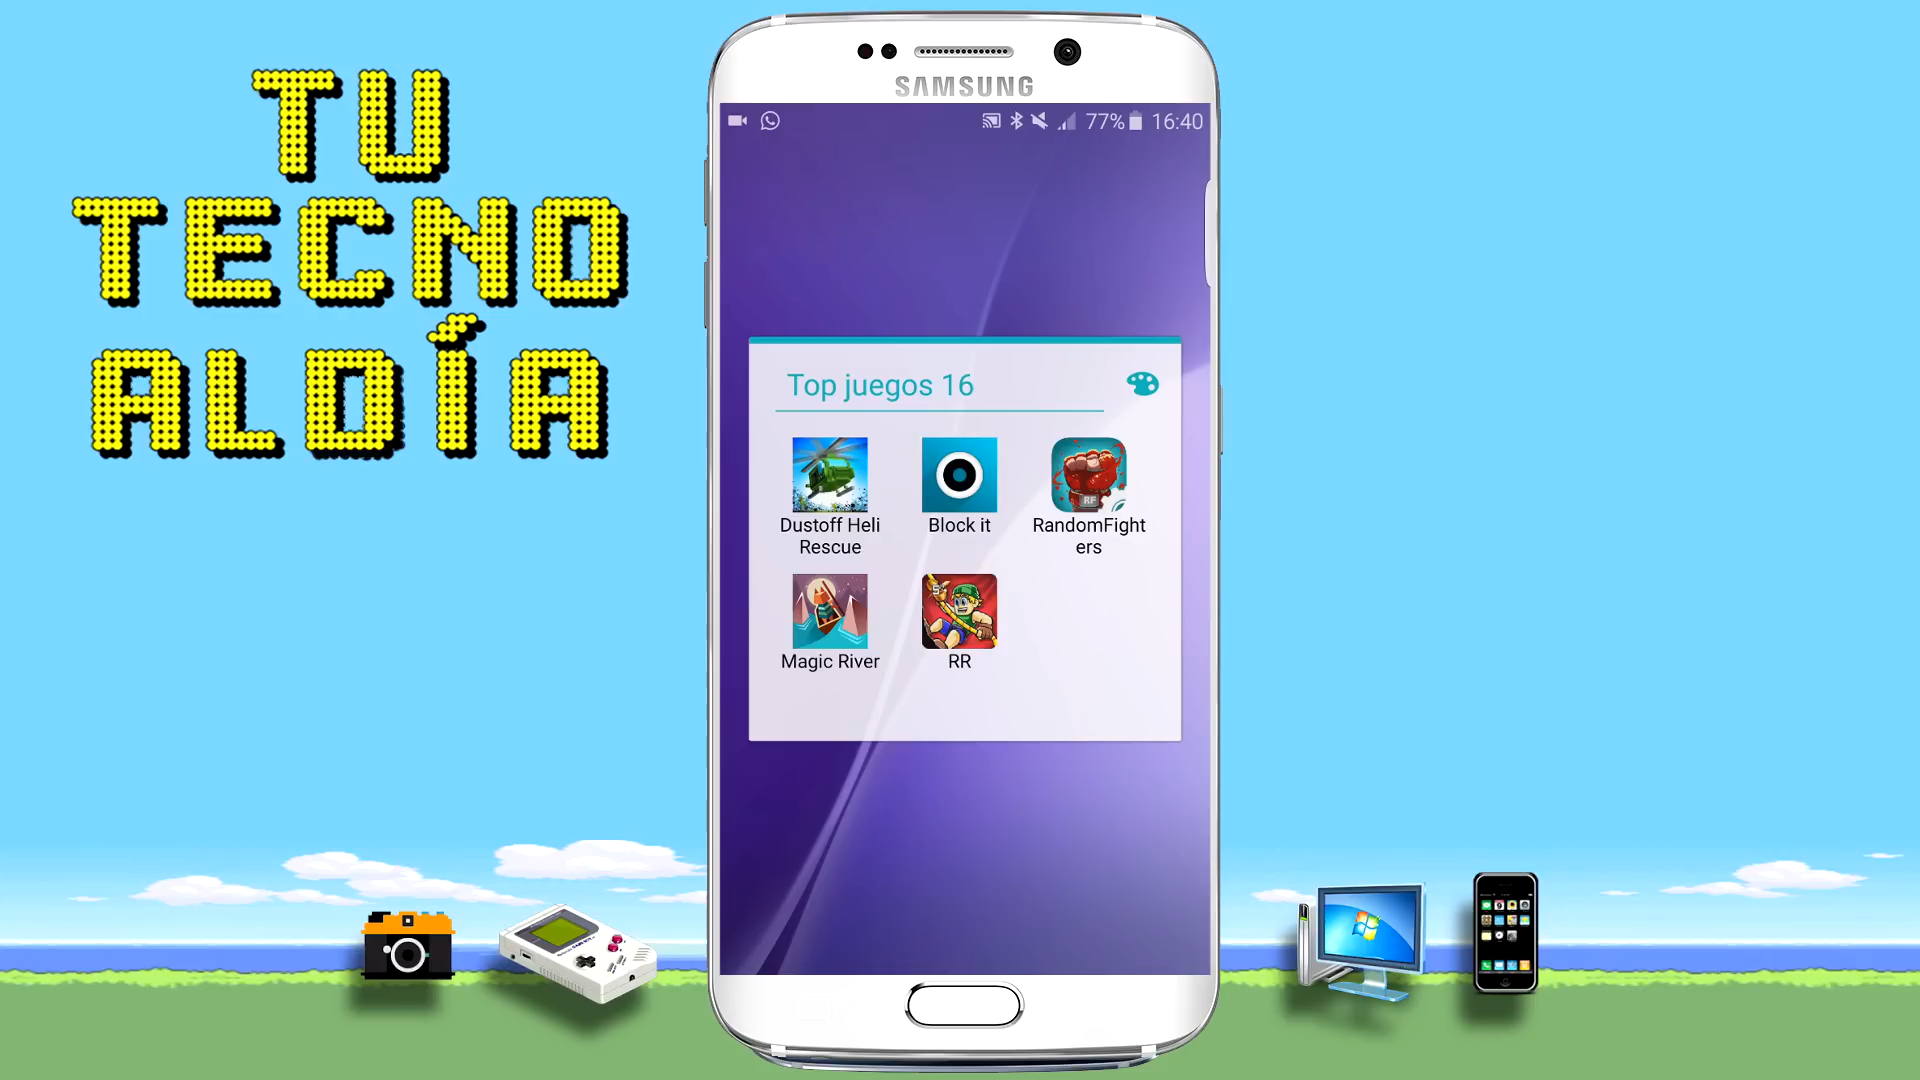 TU
TECNO
ALDÍA
SAMSUNG
77% 16:40
Top juegos 16
Dustoff Heli
Rescue
Block it
RandomFight
ers
RF
Magic River
RR